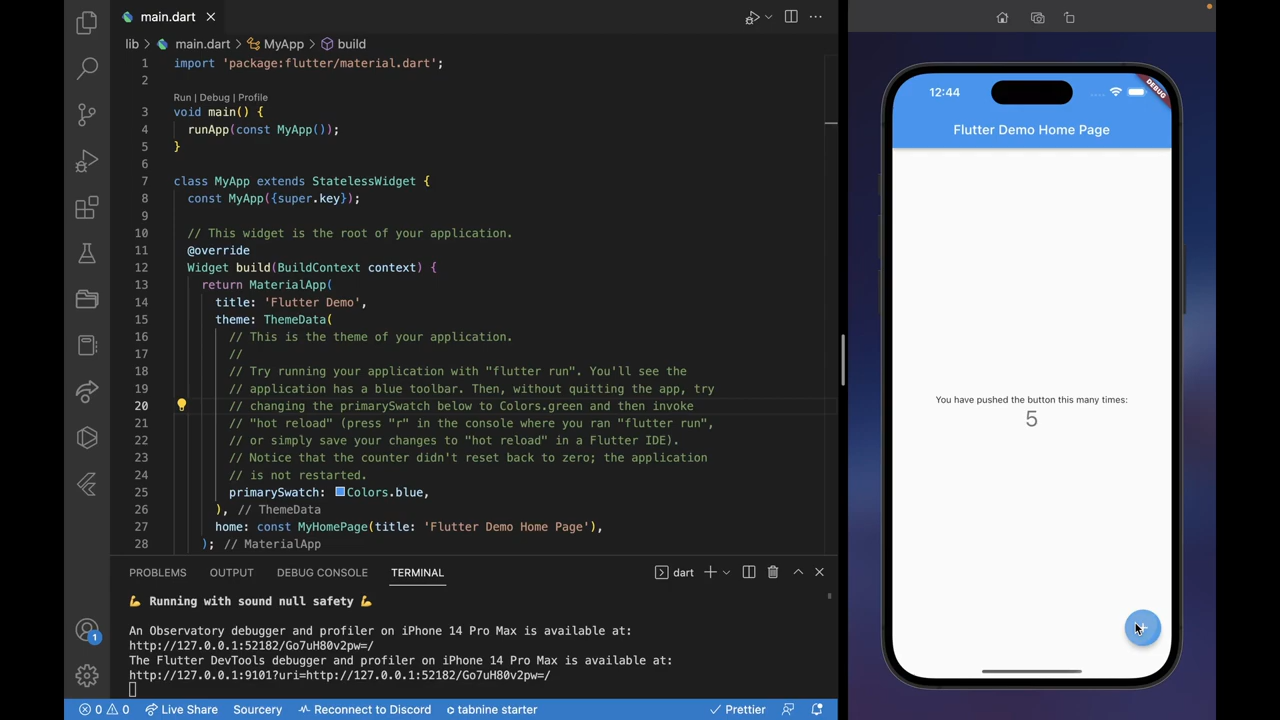 main.dart
lib > main.dart > MyApp > build
1 import 'package:flutter/material.dart';
2
Run | Debug | Profile
3 void main() {
4 runApp(const MyApp());
5 }
6
7 class MyApp extends StatelessWidget {
8 const MyApp({super.key});
9
10 // This widget is the root of your application.
11 @override
12 Widget build(BuildContext context) {
13 return MaterialApp(
14 title: 'Flutter Demo',
15 theme: ThemeData(
16 // This is the theme of your application.
17 //
18 // Try running your application with "flutter run". You'll see the
19 // application has a blue toolbar. Then, without quitting the app, try
20 // changing the primarySwatch below to Colors.green and then invoke
21 // "hot reload" (press "r" in the console where you ran "flutter run",
22 // or simply save your changes to "hot reload" in a Flutter IDE).
23 // Notice that the counter didn't reset back to zero; the application
24 // is not restarted.
25 primarySwatch: Colors.blue,
26 ), // ThemeData
27 home: const MyHomePage(title: 'Flutter Demo Home Page'),
28 ); // MaterialApp
PROBLEMS OUTPUT DEBUG CONSOLE TERMINAL dart
💪 Running with sound null safety 💪
An Observatory debugger and profiler on iPhone 14 Pro Max is available at:
http://127.0.0.1:52182/Go7uH80v2pw=/
The Flutter DevTools debugger and profiler on iPhone 14 Pro Max is available at:
http://127.0.0.1:9101?uri=http://127.0.0.1:52182/Go7uH80v2pw=/
1
0 0 Live Share Sourcery Reconnect to Discord tabnine starter Prettier
12:44
DEBUG
Flutter Demo Home Page
You have pushed the button this many times:
5